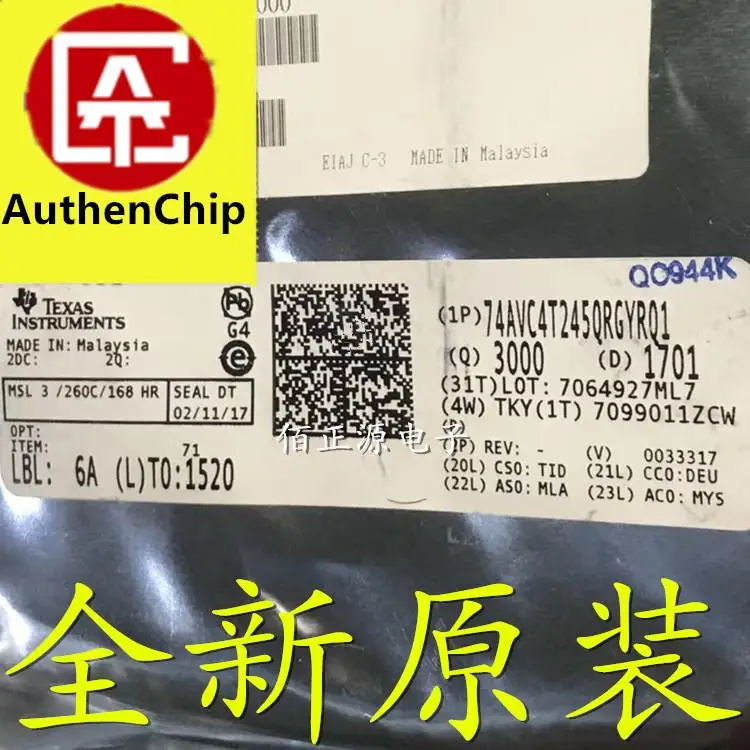 000
EIAJ C-3 MADE IN Malaysia
AuthenChip
QC944K
TEXAS
INSTRUMENTS
Pb
G4
e
MADE IN: Malaysia
2DC: 2Q:
MSL 3 /260C/168 HR
SEAL DT
02/11/17
OPT:
ITEM: 71
LBL: 6A (L)TO:1520
(1P) 74AVC4T245QRGYRQ1
(Q) 3000 (D) 1701
(31T)LOT: 7064927ML7
(4W) TKY(1T) 7099011ZCW
(2P) REV: - (V) 0033317
(20L) CSO: TID (21L) CCO:DEU
(22L) ASO: MLA (23L) ACO: MYS
佰正源电子
全新原装